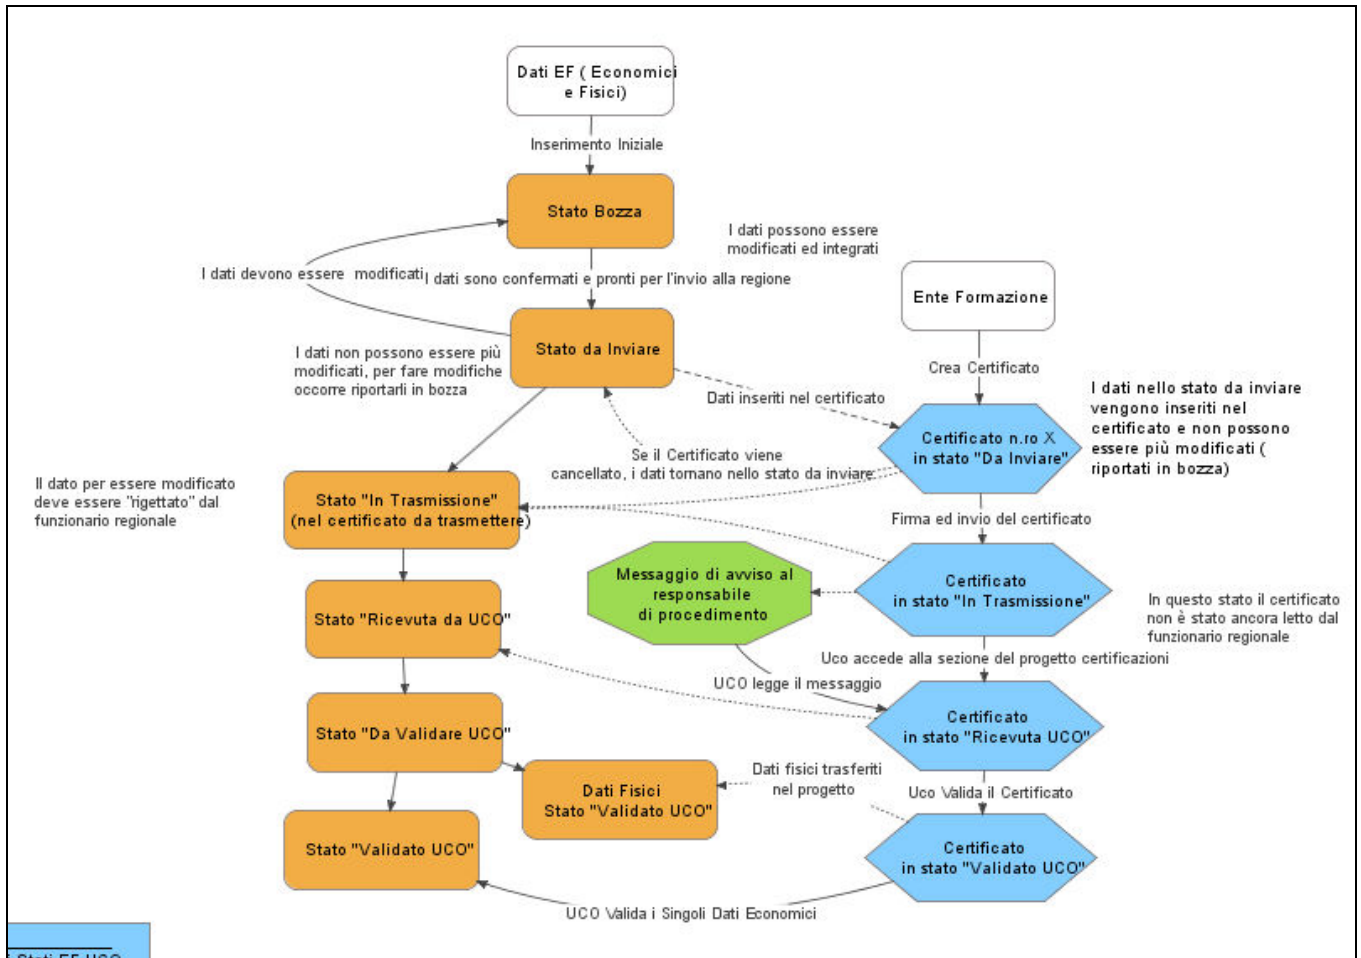 Dati EF ( Economici
e Fisici)
Inserimento Iniziale
Stato Bozza
I dati possono essere
modificati ed integrati
I dati devono essere  modificati
I dati sono confermati e pronti per l'invio alla regione
Ente Formazione
Stato da Inviare
I dati non possono essere più
modificati, per fare modifiche
occorre riportarli in bozza
Crea Certificato
Dati inseriti nel certificato
I dati nello stato da inviare
vengono inseriti nel
certificato e non possono
essere più modificati (
riportati in bozza)
Certificato n.ro X
in stato "Da Inviare"
Se il Certificato viene
cancellato, i dati tornano nello stato da inviare
Il dato per essere modificato
deve essere "rigettato" dal
funzionario regionale
Stato "In Trasmissione"
(nel certificato da trasmettere)
Firma ed invio del certificato
Messaggio di avviso al
responsabile
di procedimento
Certificato
in stato "In Trasmissione"
In questo stato il certificato
non è stato ancora letto dal
funzionario regionale
Stato "Ricevuta da UCO"
Uco accede alla sezione del progetto certificazioni
UCO legge il messaggio
Certificato
in stato "Ricevuta UCO"
Stato "Da Validare UCO"
Dati fisici trasferiti
nel progetto
Uco Valida il Certificato
Dati Fisici
Stato "Validato UCO"
Stato "Validato UCO"
Certificato
in stato "Validato UCO"
UCO Valida i Singoli Dati Economici
Stati EF UCO